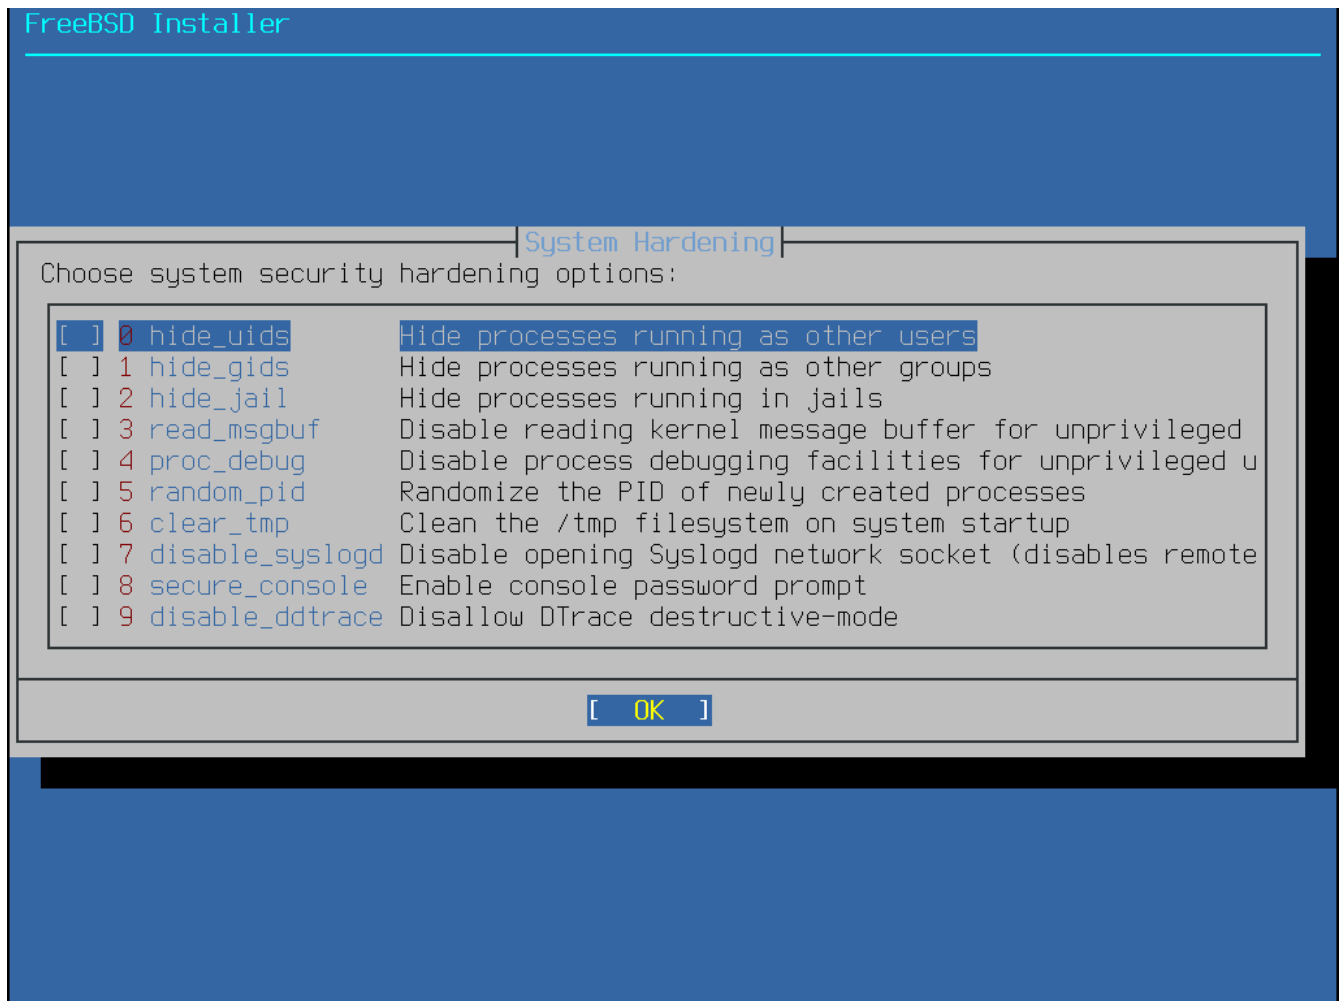 FreeBSD Installer
System Hardening
Choose system security hardening options:
[ ] 0 hide_uids Hide processes running as other users
[ ] 1 hide_gids Hide processes running as other groups
[ ] 2 hide_jail Hide processes running in jails
[ ] 3 read_msgbuf Disable reading kernel message buffer for unprivileged
[ ] 4 proc_debug Disable process debugging facilities for unprivileged u
[ ] 5 random_pid Randomize the PID of newly created processes
[ ] 6 clear_tmp Clean the /tmp filesystem on system startup
[ ] 7 disable_syslogd Disable opening Syslogd network socket (disables remote
[ ] 8 secure_console Enable console password prompt
[ ] 9 disable_ddtrace Disallow DTrace destructive-mode
[ OK ]